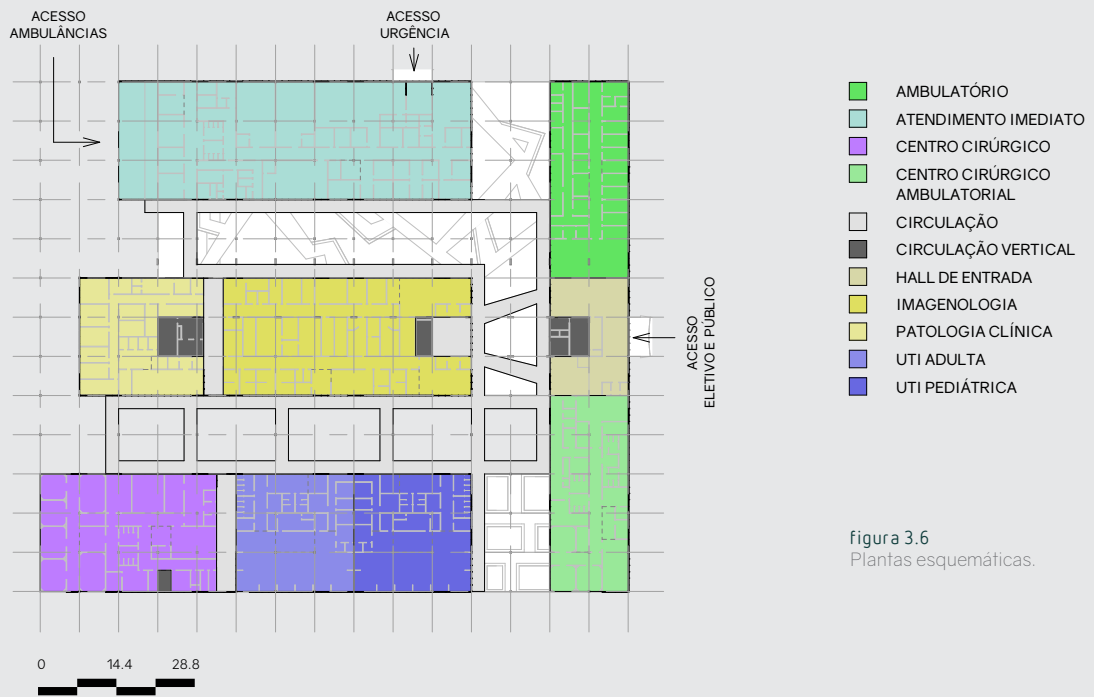 ACESSO
AMBULÂNCIAS
ACESSO
URGÊNCIA
AMBULATÓRIO
ATENDIMENTO IMEDIATO
CENTRO CIRÚRGICO
CENTRO CIRÚRGICO
AMBULATORIAL
CIRCULAÇÃO
CIRCULAÇÃO VERTICAL
HALL DE ENTRADA
IMAGENOLOGIA
PATOLOGIA CLÍNICA
UTI ADULTA
UTI PEDIÁTRICA
ACESSO
ELETIVO E PÚBLICO
figura 3.6
Plantas esquemáticas.
0 14.4 28.8